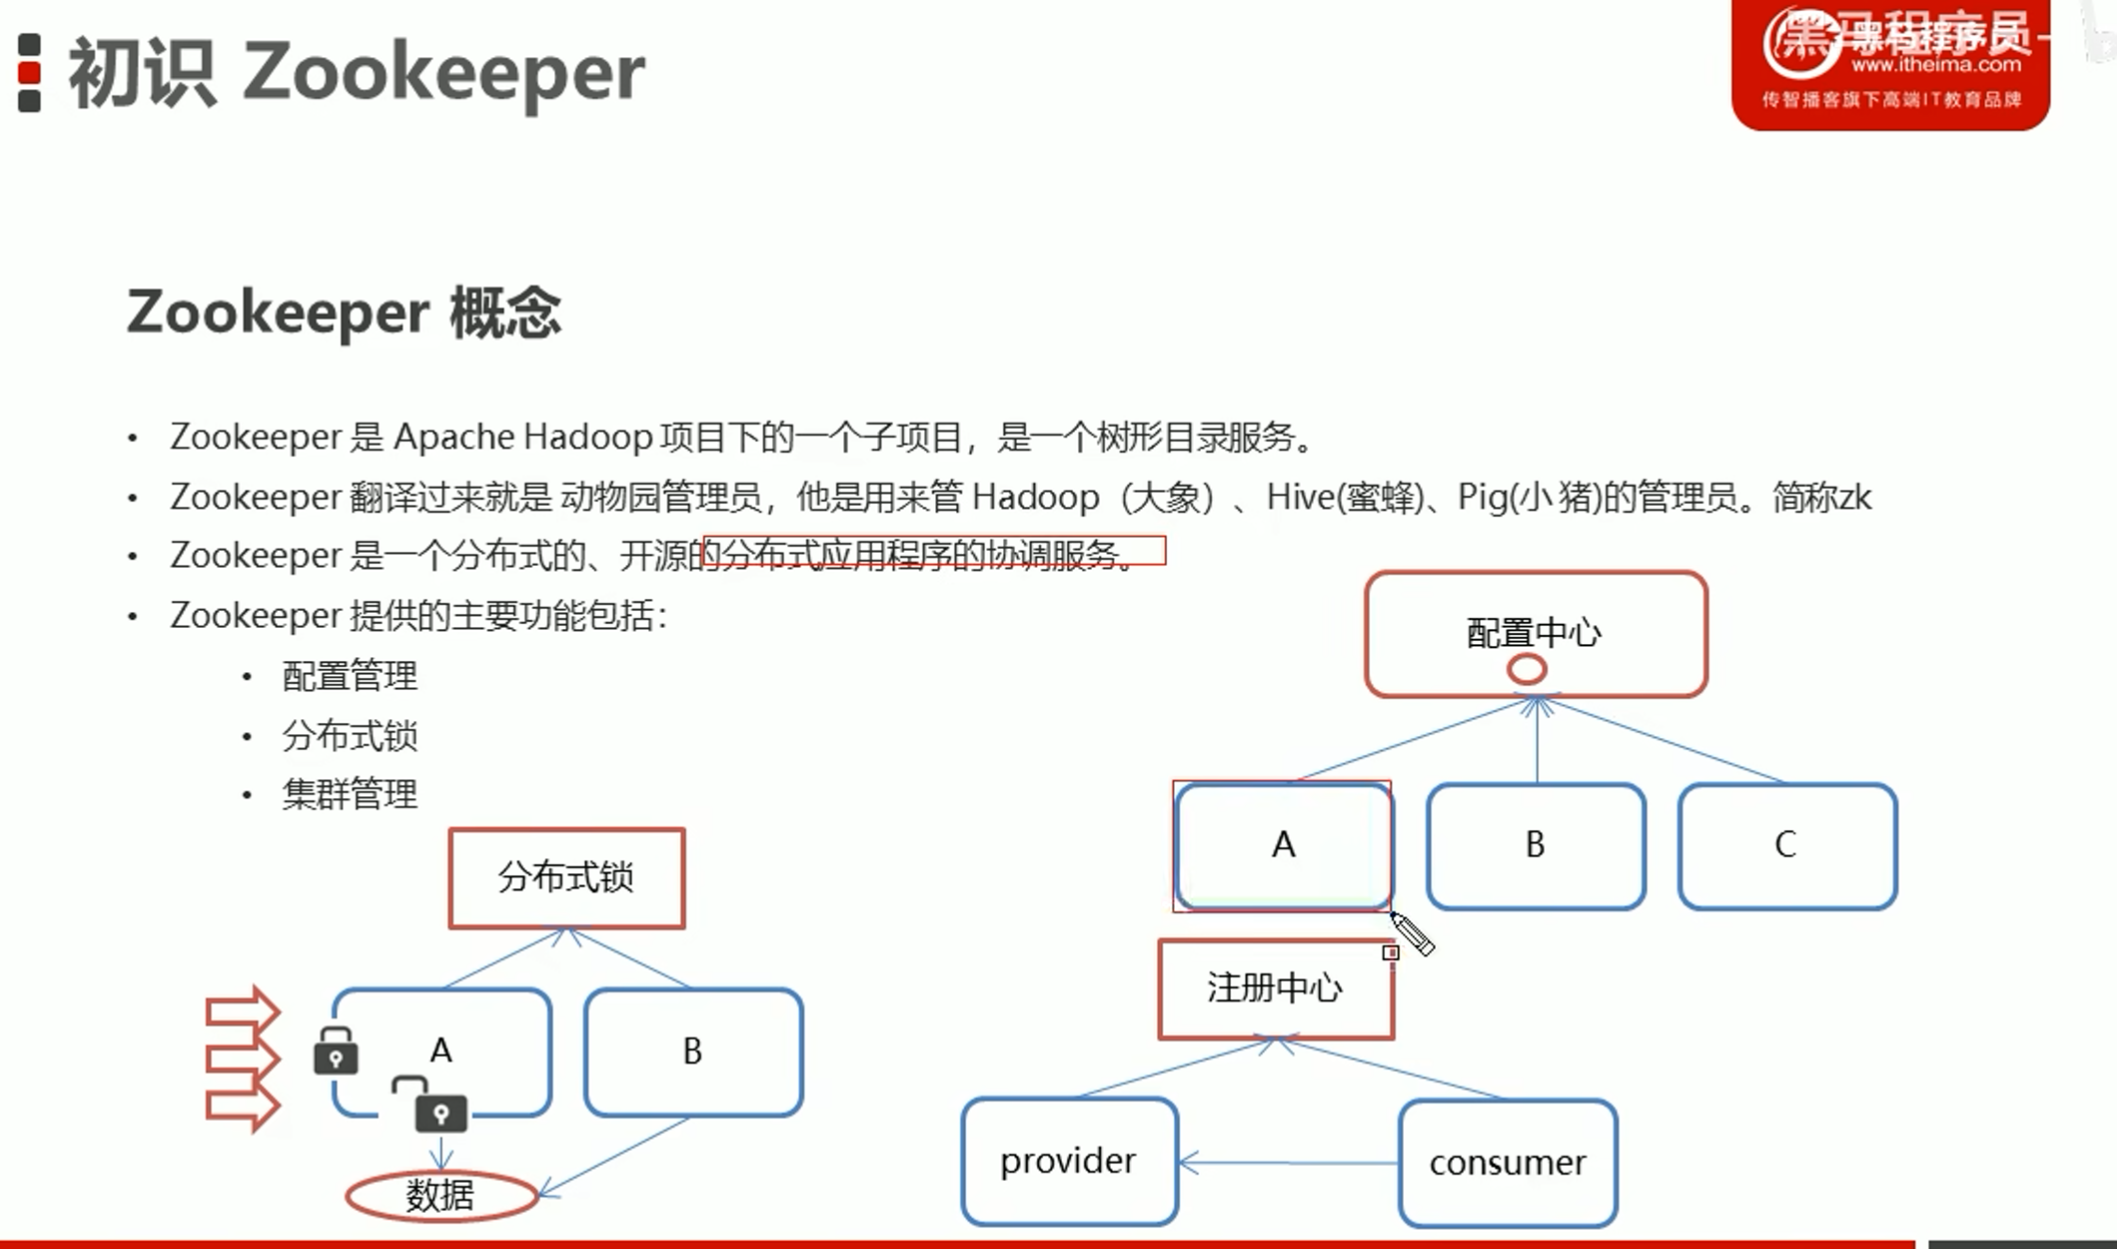 初识 Zookeeper
黑马程序员
www.itheima.com
传智播客旗下高端IT教育品牌
Zookeeper 概念
• Zookeeper 是 Apache Hadoop 项目下的一个子项目，是一个树形目录服务。
• Zookeeper 翻译过来就是 动物园管理员，他是用来管 Hadoop（大象）、Hive(蜜蜂)、Pig(小 猪)的管理员。简称zk
• Zookeeper 是一个分布式的、开源的分布式应用程序的协调服务。
• Zookeeper 提供的主要功能包括：
• 配置管理
• 分布式锁
• 集群管理
配置中心
A B C
分布式锁
A B
数据
注册中心
provider consumer